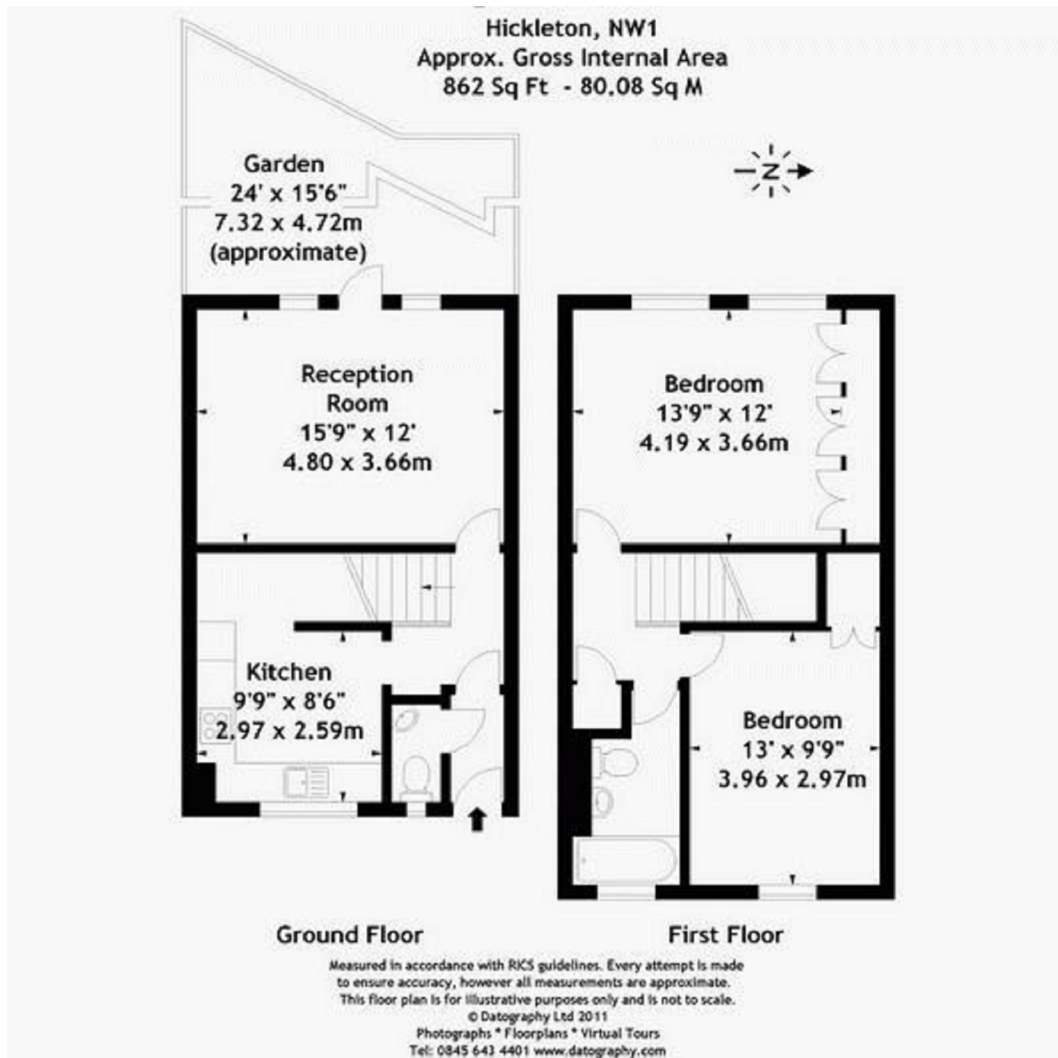 Hickleton, NW1
Approx. Gross Internal Area
862 Sq Ft - 80.08 Sq M
Garden
24' x 15'6"
7.32 x 4.72m
(approximate)
N
Reception
Room
15'9" x 12'
4.80 x 3.66m
Bedroom
13'9" x 12'
4.19 x 3.66m
Kitchen
9'9" x 8'6"
2.97 x 2.59m
Bedroom
13' x 9'9"
3.96 x 2.97m
Ground Floor
First Floor
Measured in accordance with RICS guidelines. Every attempt is made
to ensure accuracy, however all measurements are approximate.
This floor plan is for illustrative purposes only and is not to scale.
© Datography Ltd 2011
Photographs * Floorplans * Virtual Tours
Tel: 0845 643 4401 www.datography.com